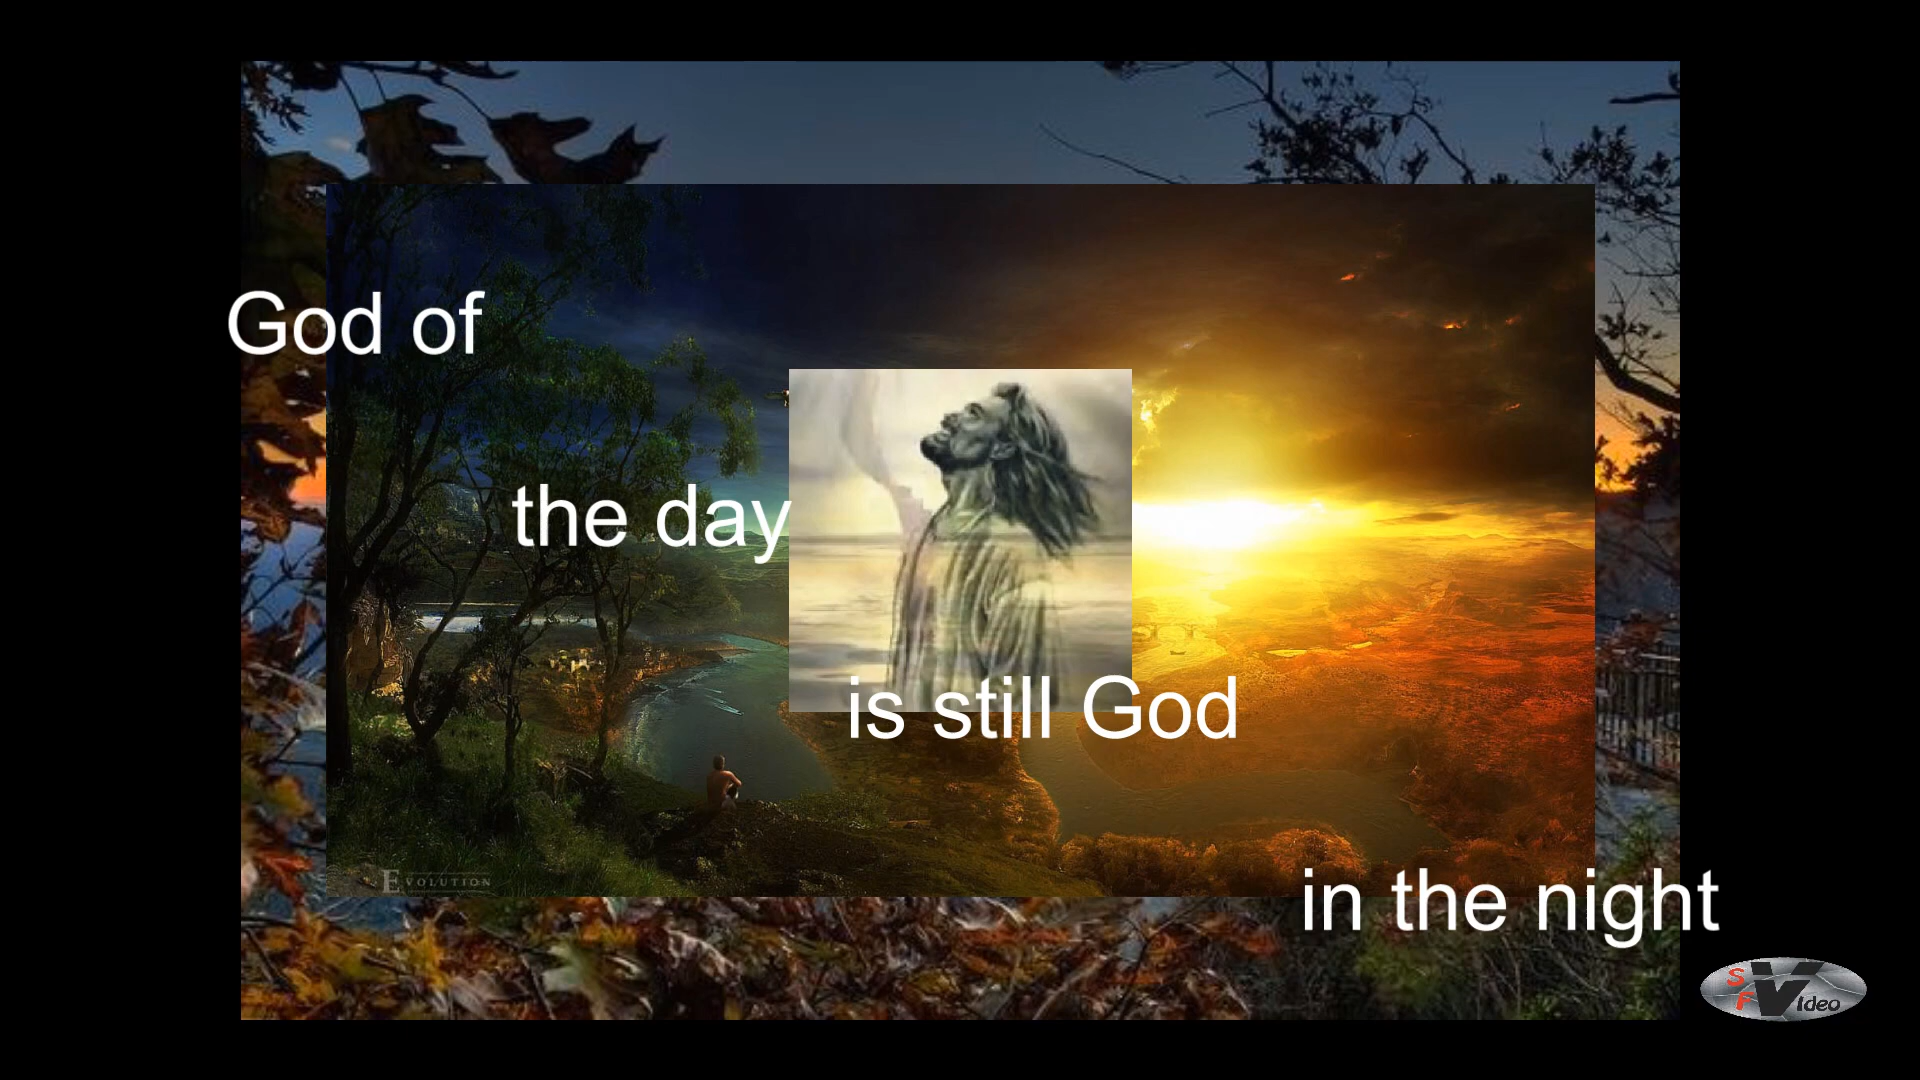 God of
the day
is still God
in the night
EVOLUTION
SF Video